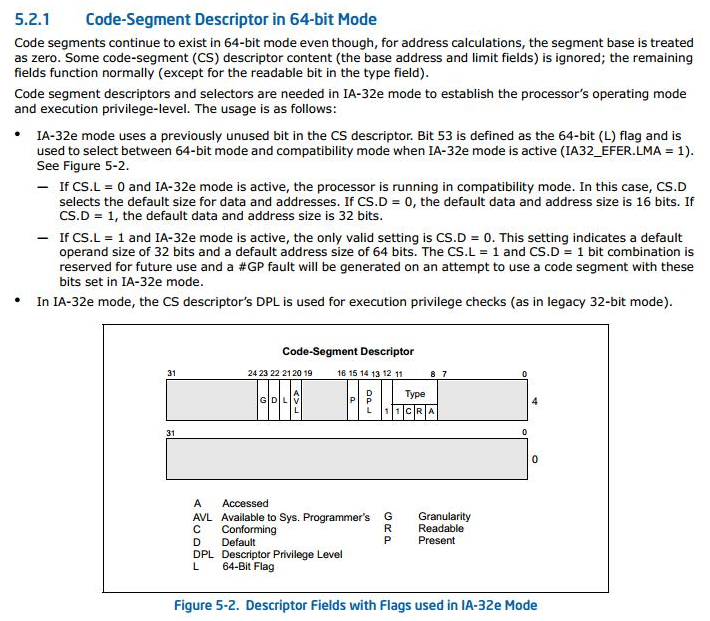 5.2.1 Code-Segment Descriptor in 64-bit Mode
Code segments continue to exist in 64-bit mode even though, for address calculations, the segment base is treated
as zero. Some code-segment (CS) descriptor content (the base address and limit fields) is ignored; the remaining
fields function normally (except for the readable bit in the type field).
Code segment descriptors and selectors are needed in IA-32e mode to establish the processor's operating mode
and execution privilege-level. The usage is as follows:
• IA-32e mode uses a previously unused bit in the CS descriptor. Bit 53 is defined as the 64-bit (L) flag and is
used to select between 64-bit mode and compatibility mode when IA-32e mode is active (IA32_EFER.LMA = 1).
See Figure 5-2.
— If CS.L = 0 and IA-32e mode is active, the processor is running in compatibility mode. In this case, CS.D
selects the default size for data and addresses. If CS.D = 0, the default data and address size is 16 bits. If
CS.D = 1, the default data and address size is 32 bits.
— If CS.L = 1 and IA-32e mode is active, the only valid setting is CS.D = 0. This setting indicates a default
operand size of 32 bits and a default address size of 64 bits. The CS.L = 1 and CS.D = 1 bit combination is
reserved for future use and a #GP fault will be generated on an attempt to use a code segment with these
bits set in IA-32e mode.
• In IA-32e mode, the CS descriptor's DPL is used for execution privilege checks (as in legacy 32-bit mode).
Code-Segment Descriptor
31 24 23 22 21 20 19 16 15 14 13 12 11 8 7 0
G D L AVL P DPL Type 4
1 1 C R A
31 0
0
A Accessed
AVL Available to Sys. Programmer's G Granularity
C Conforming R Readable
D Default P Present
DPL Descriptor Privilege Level
L 64-Bit Flag
Figure 5-2. Descriptor Fields with Flags used in IA-32e Mode